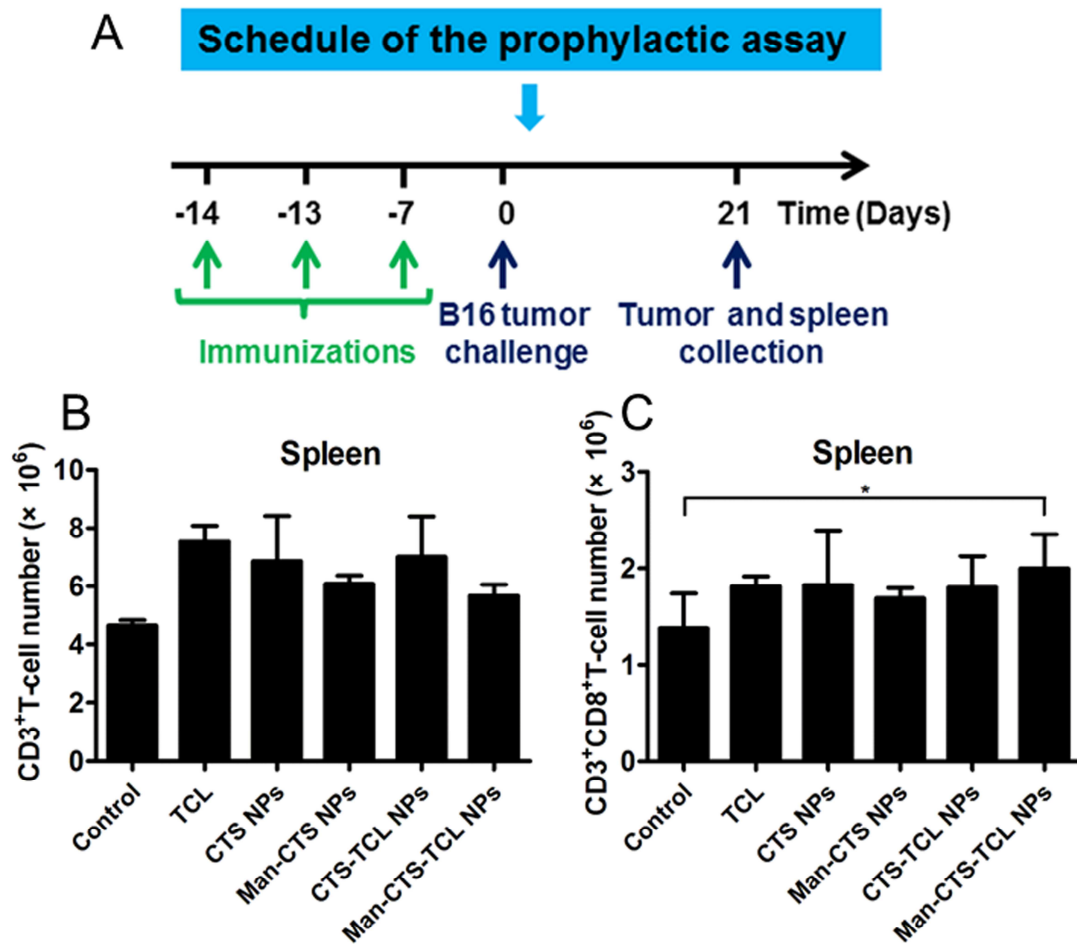 A
Schedule of the prophylactic assay
-14 -13 -7 0 21 Time (Days)
Immunizations
B16 tumor
challenge
Tumor and spleen
collection
B
Spleen
CD3⁺T-cell number (× 10⁶)
10
8
6
4
2
0
Control
TCL
CTS NPs
Man-CTS NPs
CTS-TCL NPs
Man-CTS-TCL NPs
C
Spleen
CD3⁺CD8⁺T-cell number (× 10⁶)
3
2
1
0
*
Control
TCL
CTS NPs
Man-CTS NPs
CTS-TCL NPs
Man-CTS-TCL NPs